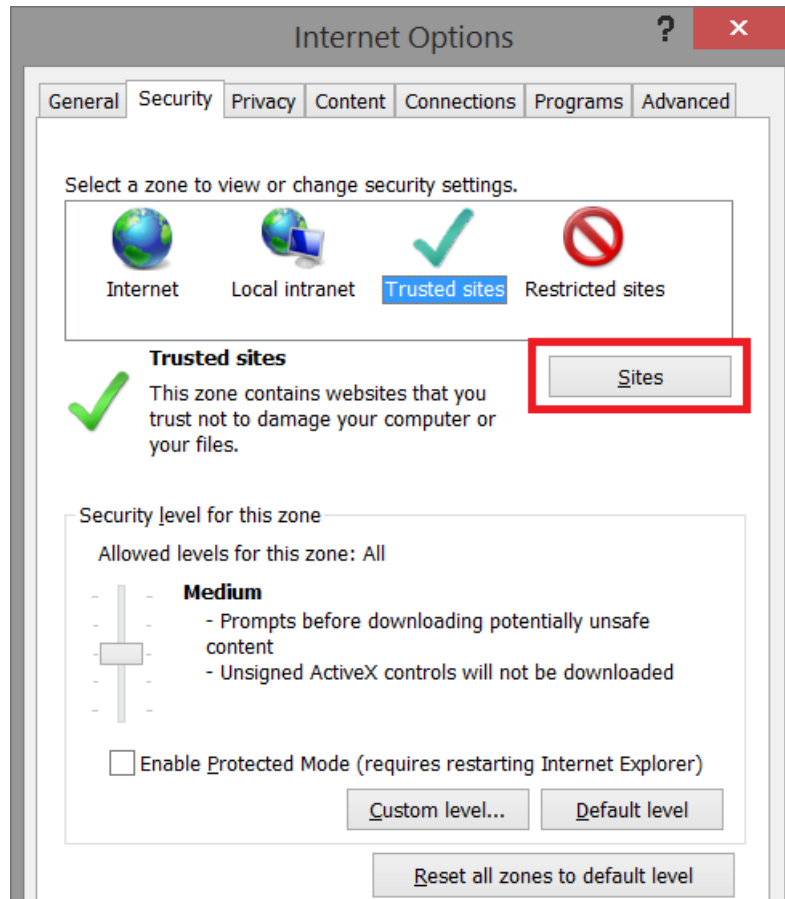 Internet Options
?
×
General Security Privacy Content Connections Programs Advanced
Select a zone to view or change security settings.
Internet Local intranet Trusted sites Restricted sites
Trusted sites
Sites
This zone contains websites that you
trust not to damage your computer or
your files.
Security level for this zone
Allowed levels for this zone: All
Medium
- Prompts before downloading potentially unsafe
content
- Unsigned ActiveX controls will not be downloaded
Enable Protected Mode (requires restarting Internet Explorer)
Custom level... Default level
Reset all zones to default level